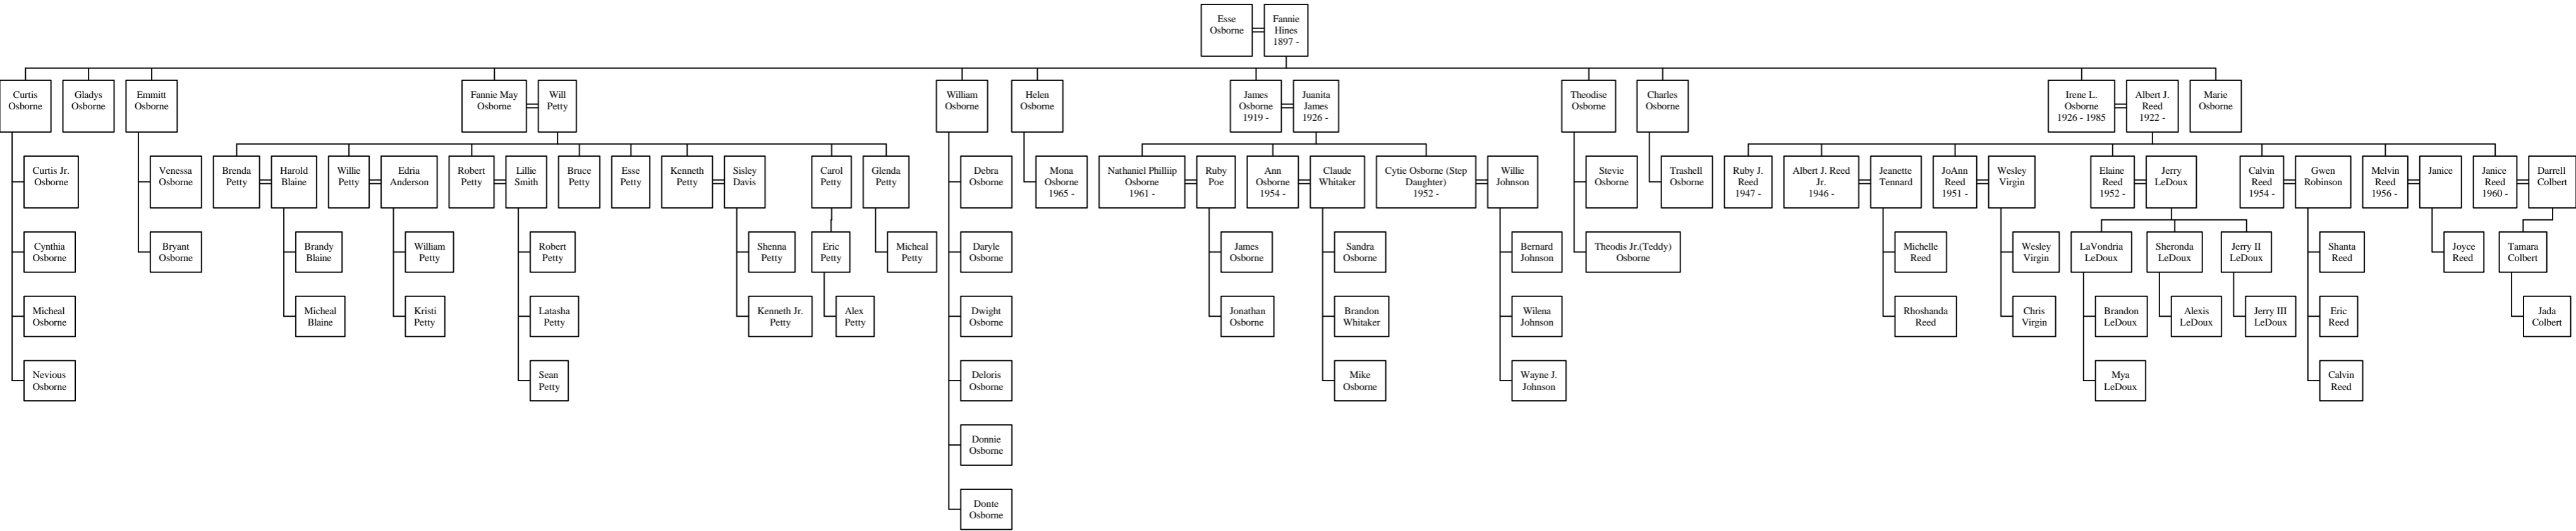 Esse
Osborne
Fannie
Hines
1897 -
Curtis
Osborne
Gladys
Osborne
Emmitt
Osborne
Fannie May
Osborne
Will
Petty
William
Osborne
Helen
Osborne
James
Osborne
1919 -
Juanita
James
1926 -
Theodise
Osborne
Charles
Osborne
Irene L.
Osborne
1926 - 1985
Albert J.
Reed
1922 -
Marie
Osborne
Curtis Jr.
Osborne
Venessa
Osborne
Brenda
Petty
Harold
Blaine
Willie
Petty
Edria
Anderson
Robert
Petty
Lillie
Smith
Bruce
Petty
Esse
Petty
Kenneth
Petty
Sisley
Davis
Carol
Petty
Glenda
Petty
Debra
Osborne
Mona
Osborne
1965 -
Nathaniel Philliip
Osborne
1961 -
Ruby
Poe
Ann
Osborne
1954 -
Claude
Whitaker
Cytie Osborne (Step
Daughter)
1952 -
Willie
Johnson
Stevie
Osborne
Trashell
Osborne
Ruby J.
Reed
1947 -
Albert J. Reed
Jr.
1946 -
Jeanette
Tennard
JoAnn
Reed
1951 -
Wesley
Virgin
Elaine
Reed
1952 -
Jerry
LeDoux
Calvin
Reed
1954 -
Gwen
Robinson
Melvin
Reed
1956 -
Janice
Janice
Reed
1960 -
Darrell
Colbert
Cynthia
Osborne
Bryant
Osborne
Brandy
Blaine
William
Petty
Robert
Petty
Shenna
Petty
Eric
Petty
Micheal
Petty
Daryle
Osborne
James
Osborne
Sandra
Osborne
Bernard
Johnson
Theodis Jr.(Teddy)
Osborne
Michelle
Reed
Wesley
Virgin
LaVondria
LeDoux
Sheronda
LeDoux
Jerry II
LeDoux
Shanta
Reed
Joyce
Reed
Tamara
Colbert
Micheal
Osborne
Micheal
Blaine
Kristi
Petty
Latasha
Petty
Kenneth Jr.
Petty
Alex
Petty
Dwight
Osborne
Jonathan
Osborne
Brandon
Whitaker
Wilena
Johnson
Rhoshanda
Reed
Chris
Virgin
Brandon
LeDoux
Alexis
LeDoux
Jerry III
LeDoux
Eric
Reed
Jada
Colbert
Nevious
Osborne
Sean
Petty
Deloris
Osborne
Mike
Osborne
Wayne J.
Johnson
Mya
LeDoux
Calvin
Reed
Donnie
Osborne
Donte
Osborne